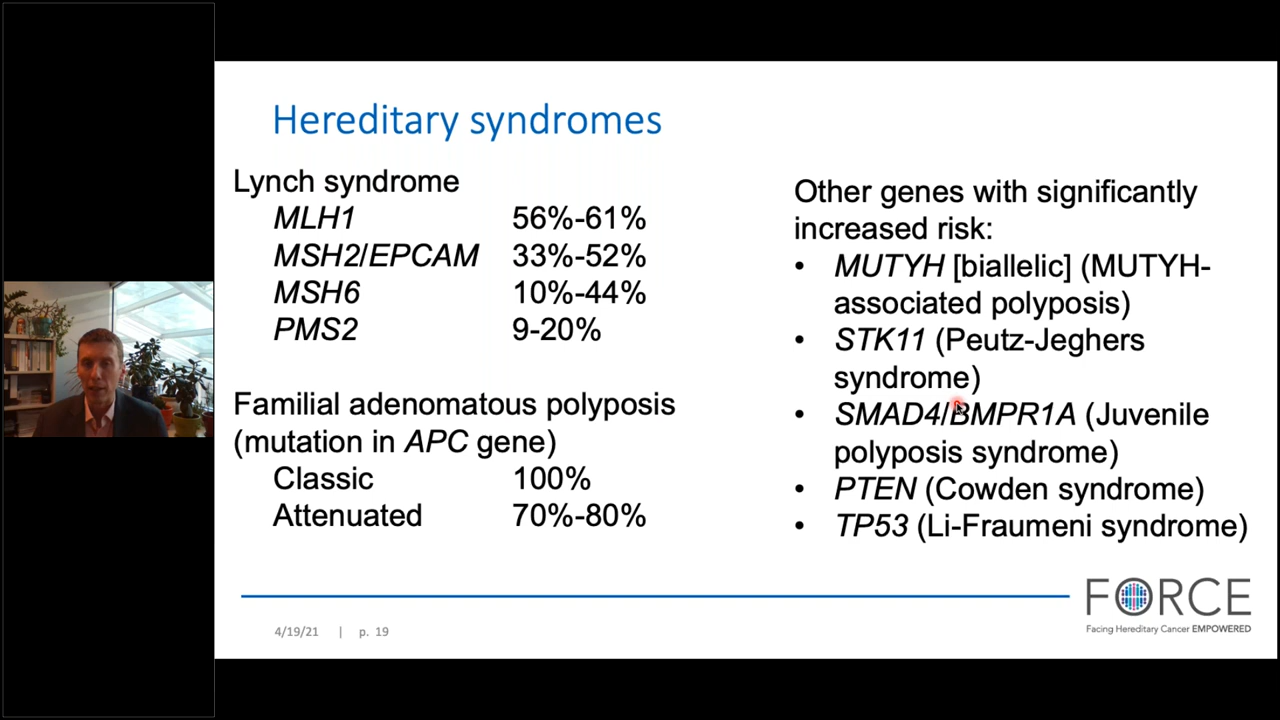 Hereditary syndromes
Lynch syndrome
MLH1 56%-61%
MSH2/EPCAM 33%-52%
MSH6 10%-44%
PMS2 9-20%
Familial adenomatous polyposis
(mutation in APC gene)
Classic 100%
Attenuated 70%-80%
Other genes with significantly
increased risk:
• MUTYH [biallelic] (MUTYH-
associated polyposis)
• STK11 (Peutz-Jeghers
syndrome)
• SMAD4/BMPR1A (Juvenile
polyposis syndrome)
• PTEN (Cowden syndrome)
• TP53 (Li-Fraumeni syndrome)
4/19/21 | p. 19
FORCE
Facing Hereditary Cancer EMPOWERED